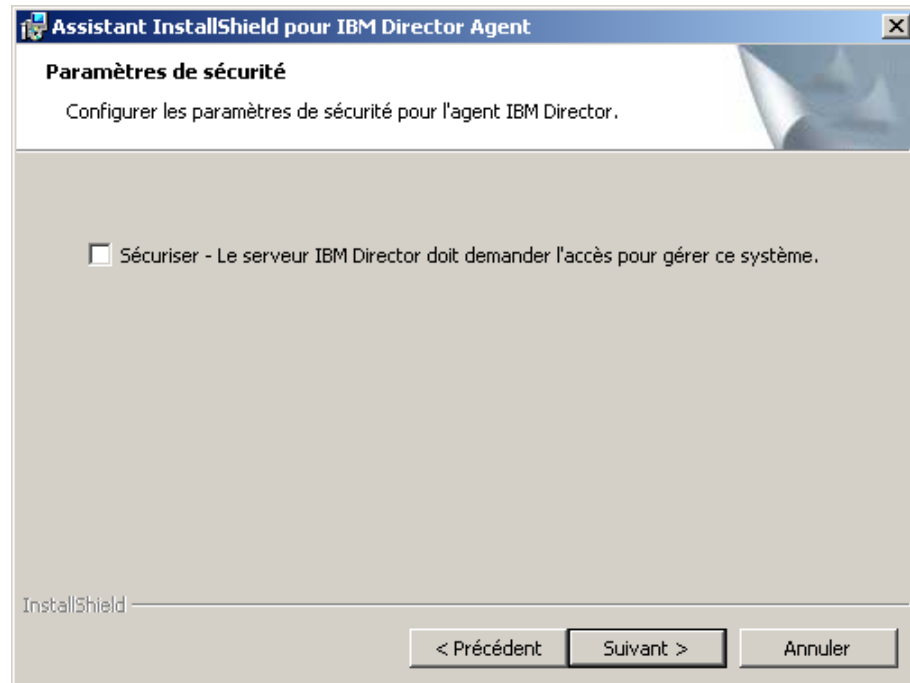 Assistant InstallShield pour IBM Director Agent
Paramètres de sécurité
Configurer les paramètres de sécurité pour l'agent IBM Director.
Sécuriser - Le serveur IBM Director doit demander l'accès pour gérer ce système.
InstallShield
< Précédent Suivant > Annuler